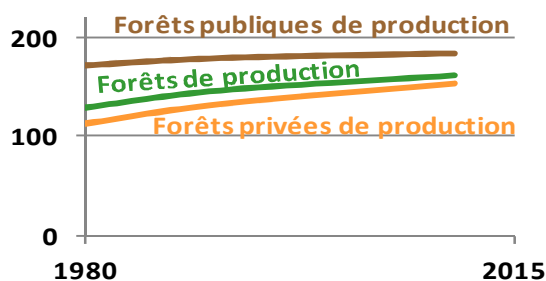 Forêts publiques de production
200
Forêts de production
100
Forêts privées de production
0
1980
2015